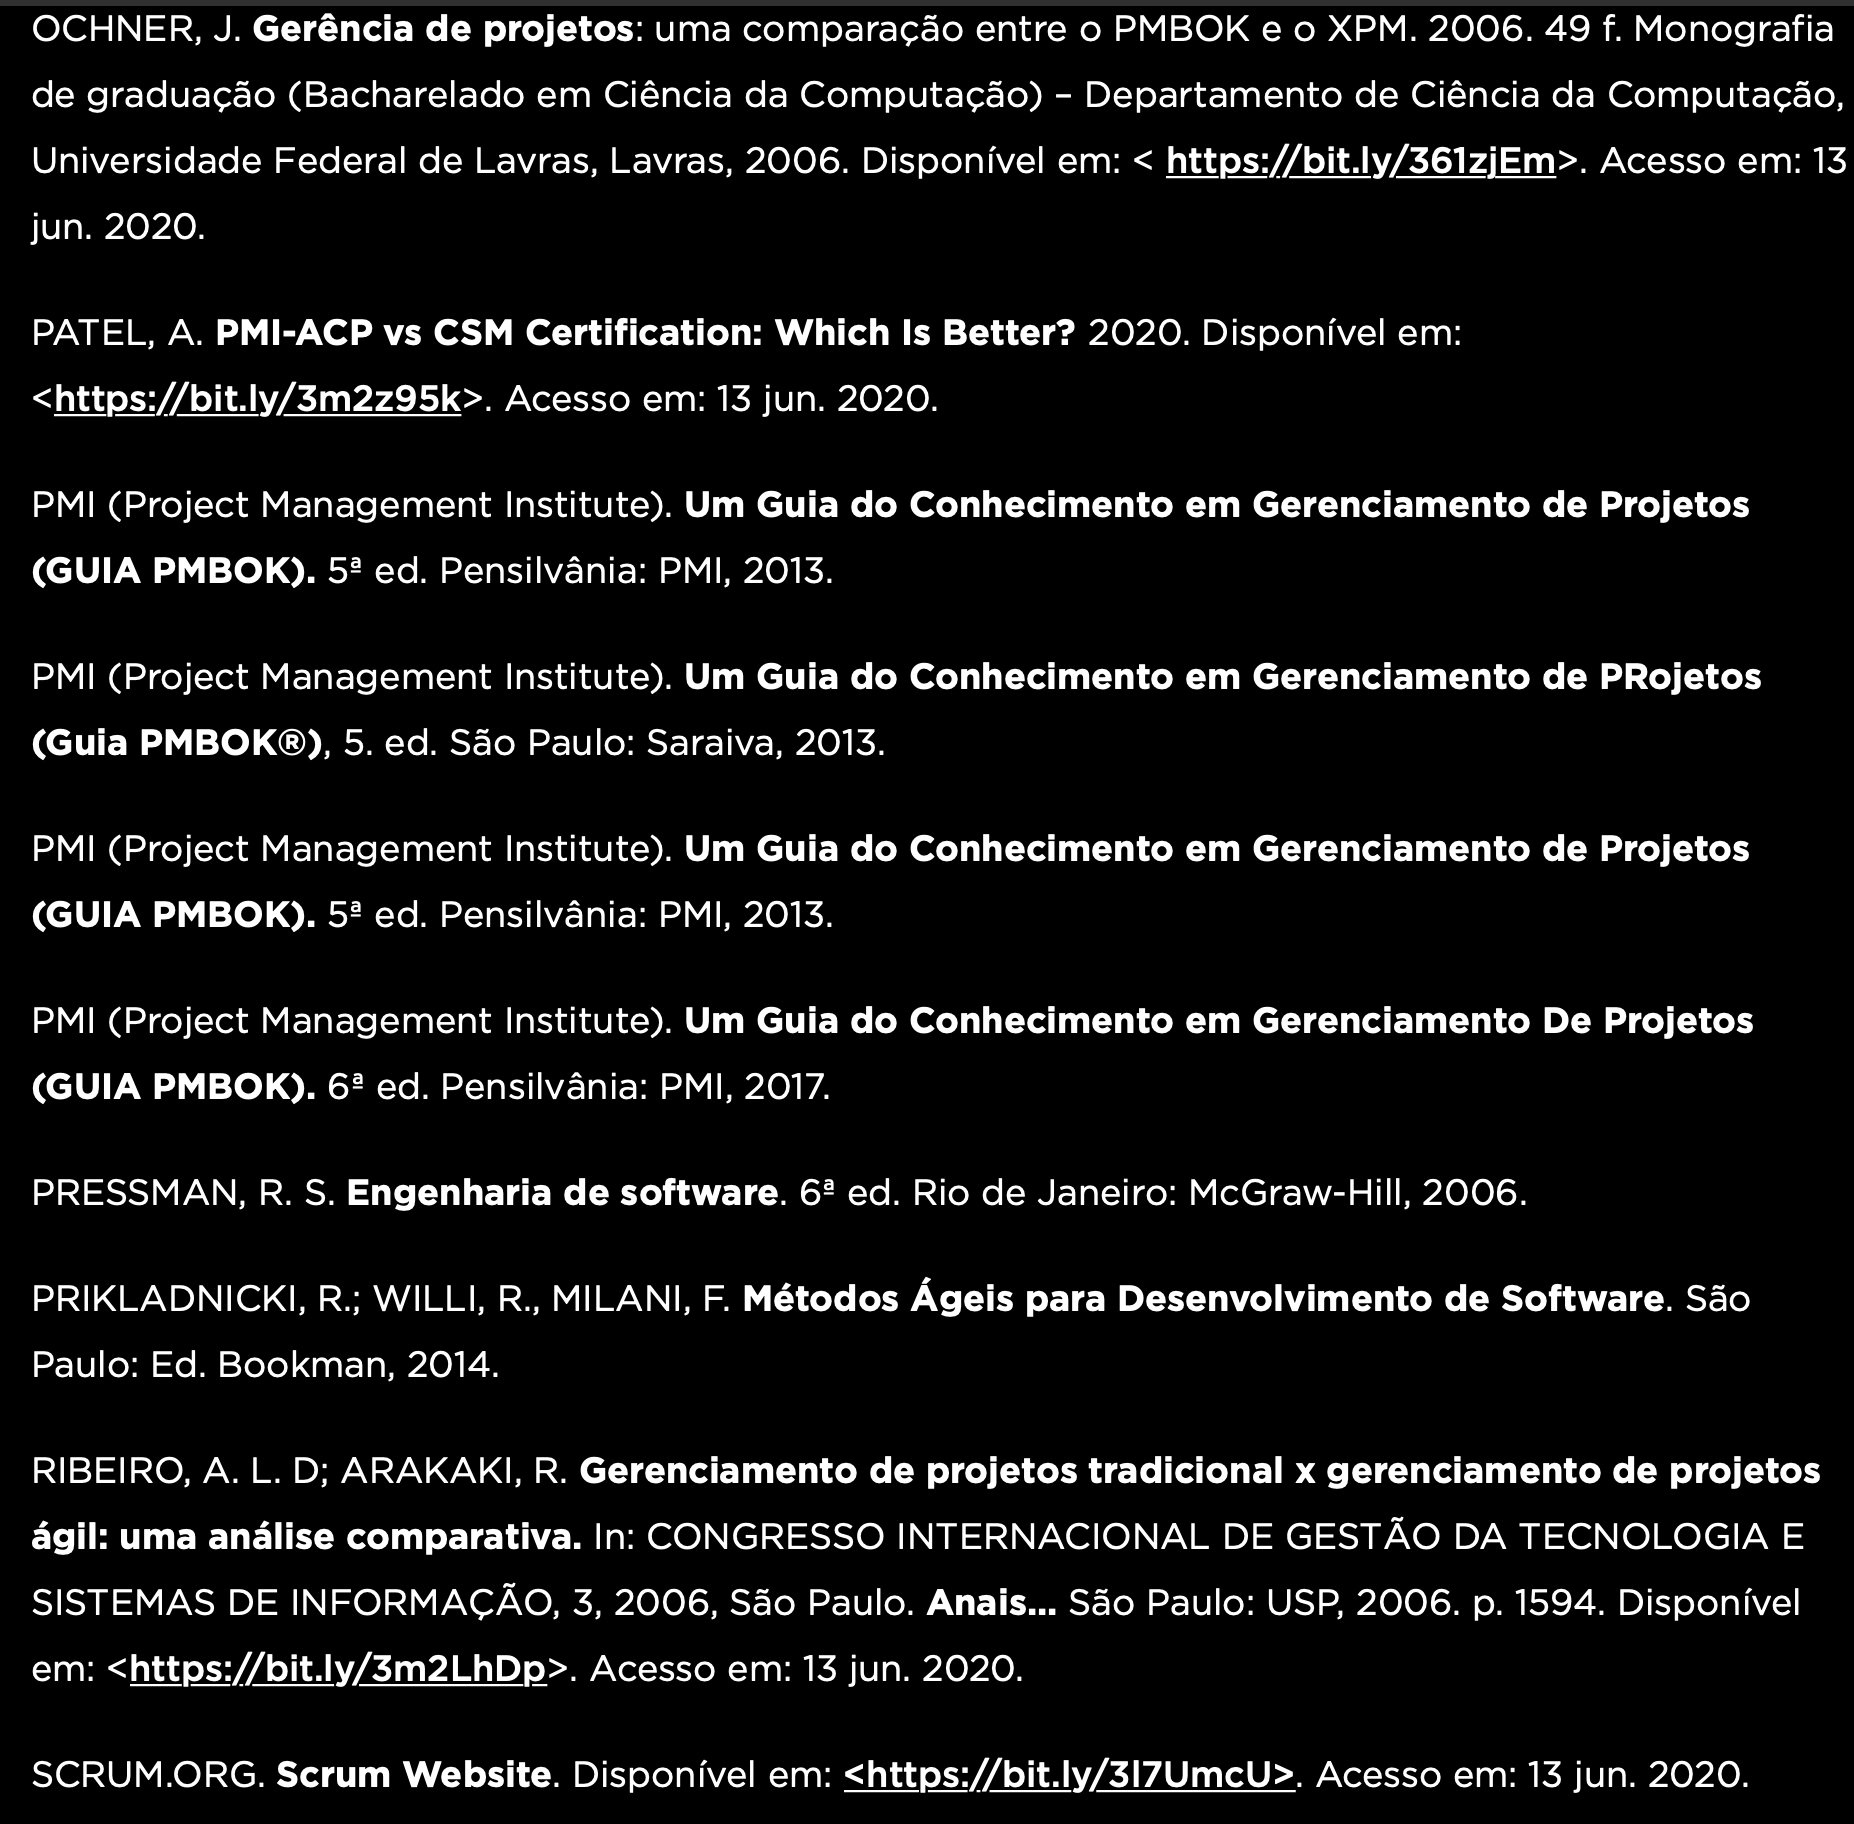 OCHNER, J. Gerência de projetos: uma comparação entre o PMBOK e o XPM. 2006. 49 f. Monografia
de graduação (Bacharelado em Ciência da Computação) – Departamento de Ciência da Computação,
Universidade Federal de Lavras, Lavras, 2006. Disponível em: < https://bit.ly/361zjEm>. Acesso em: 13
jun. 2020.
PATEL, A. PMI-ACP vs CSM Certification: Which Is Better? 2020. Disponível em:
<https://bit.ly/3m2z95k>. Acesso em: 13 jun. 2020.
PMI (Project Management Institute). Um Guia do Conhecimento em Gerenciamento de Projetos
(GUIA PMBOK). 5ª ed. Pensilvânia: PMI, 2013.
PMI (Project Management Institute). Um Guia do Conhecimento em Gerenciamento de PRojetos
(Guia PMBOK®), 5. ed. São Paulo: Saraiva, 2013.
PMI (Project Management Institute). Um Guia do Conhecimento em Gerenciamento de Projetos
(GUIA PMBOK). 5ª ed. Pensilvânia: PMI, 2013.
PMI (Project Management Institute). Um Guia do Conhecimento em Gerenciamento De Projetos
(GUIA PMBOK). 6ª ed. Pensilvânia: PMI, 2017.
PRESSMAN, R. S. Engenharia de software. 6ª ed. Rio de Janeiro: McGraw-Hill, 2006.
PRIKLADNICKI, R.; WILLI, R., MILANI, F. Métodos Ágeis para Desenvolvimento de Software. São
Paulo: Ed. Bookman, 2014.
RIBEIRO, A. L. D; ARAKAKI, R. Gerenciamento de projetos tradicional x gerenciamento de projetos
ágil: uma análise comparativa. In: CONGRESSO INTERNACIONAL DE GESTÃO DA TECNOLOGIA E
SISTEMAS DE INFORMAÇÃO, 3, 2006, São Paulo. Anais... São Paulo: USP, 2006. p. 1594. Disponível
em: <https://bit.ly/3m2LhDp>. Acesso em: 13 jun. 2020.
SCRUM.ORG. Scrum Website. Disponível em: <https://bit.ly/3l7UmcU>. Acesso em: 13 jun. 2020.